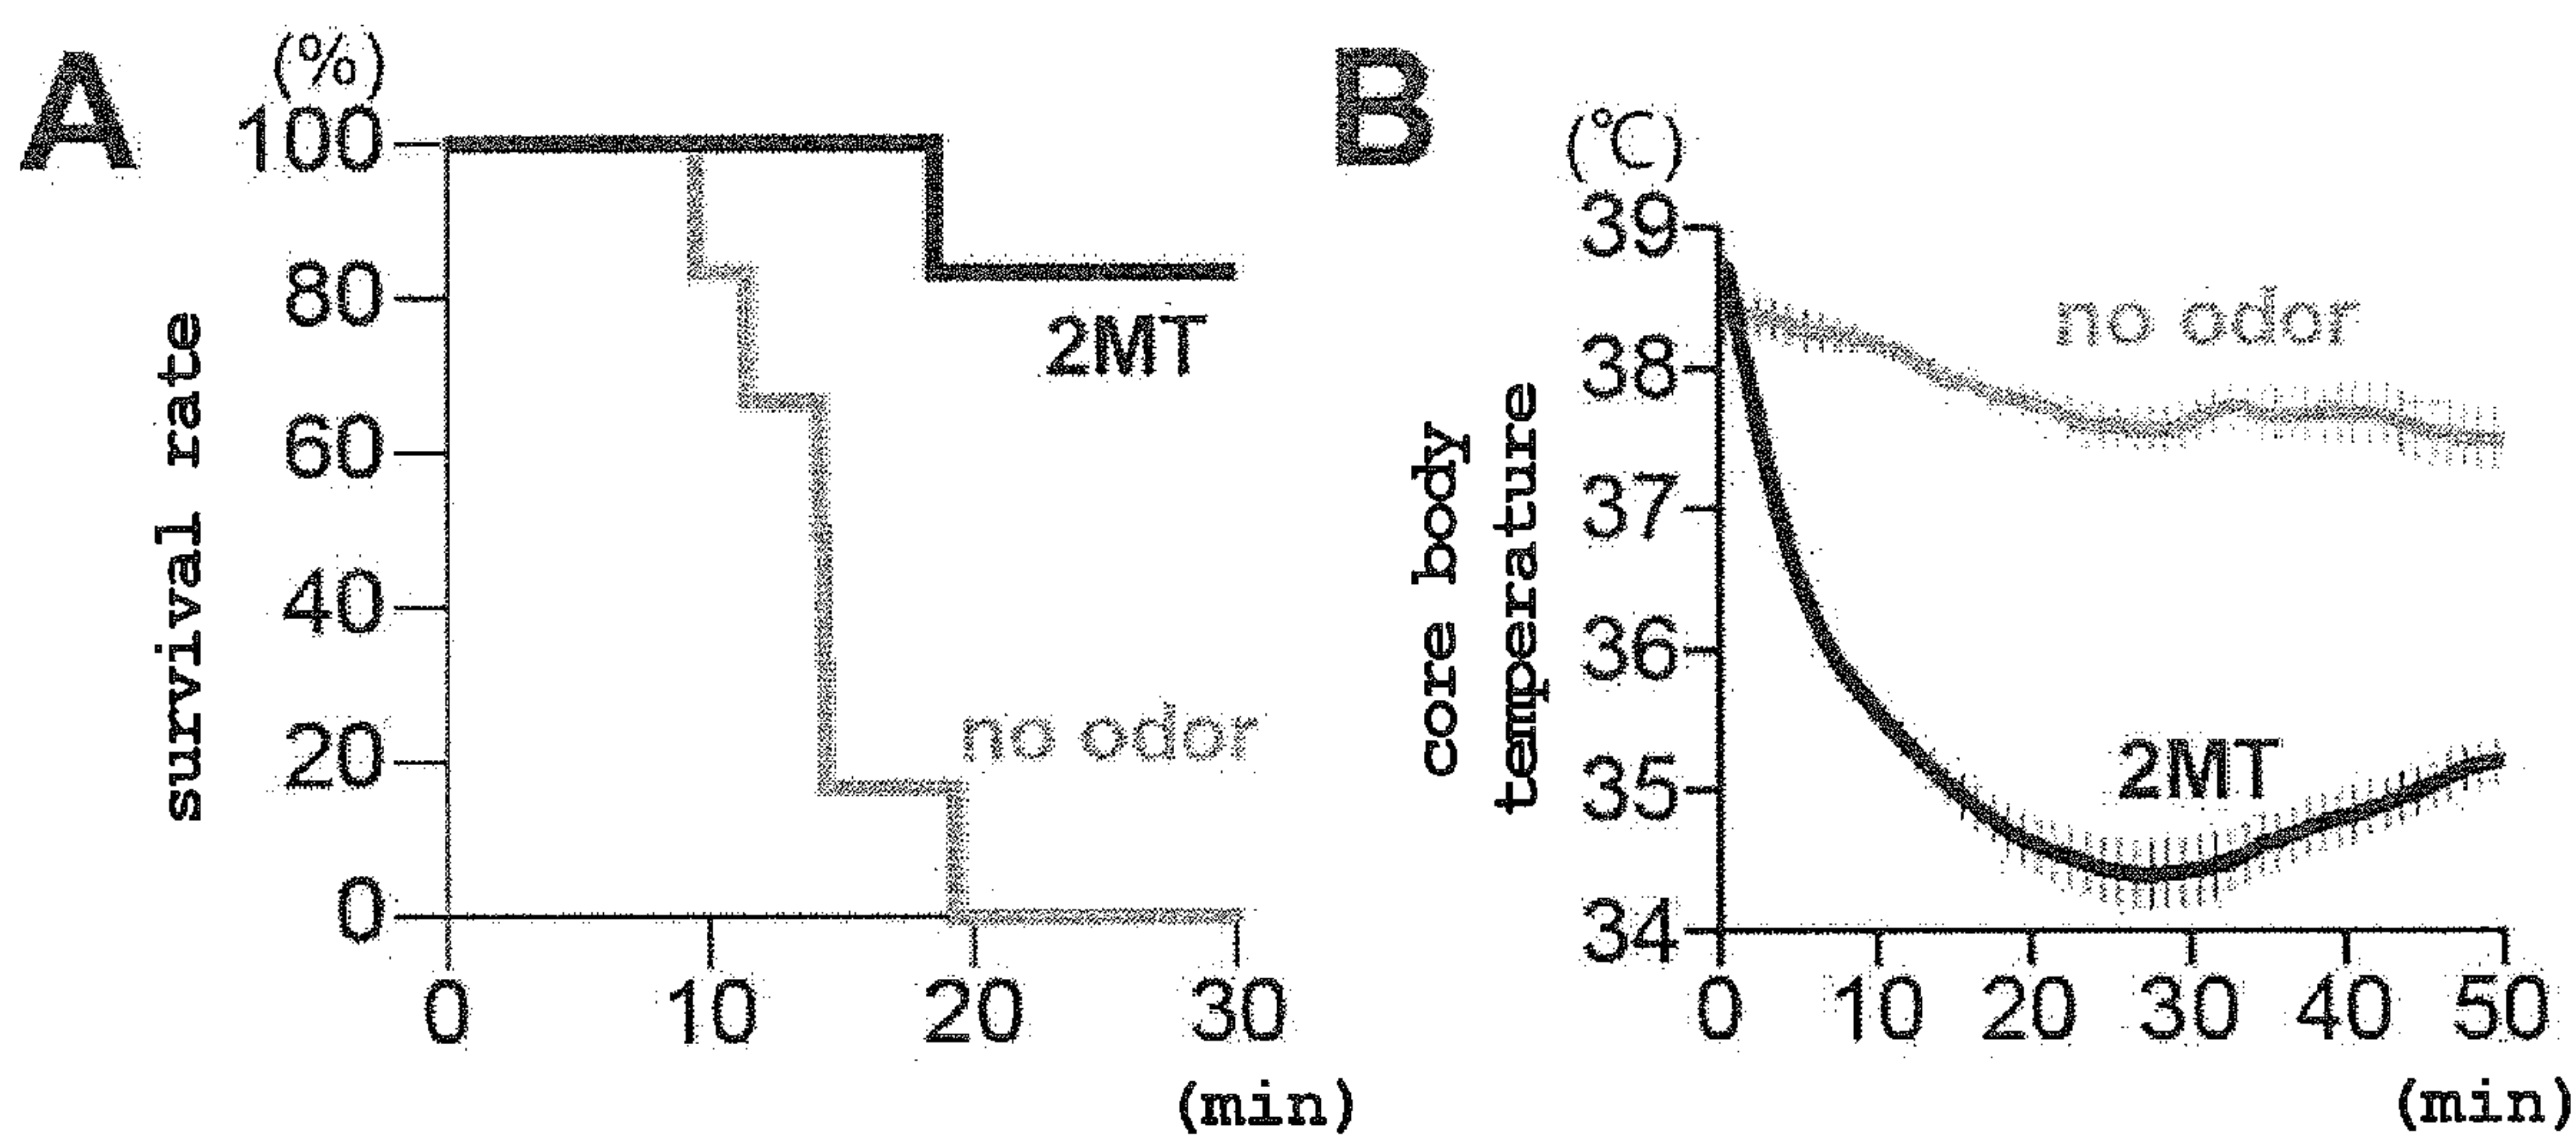 A
(%)
100
80
60
40
20
0
survival rate
2MT
no odor
0 10 20 30
(min)
B
(℃)
39
38
37
36
35
34
core body
temperature
no odor
2MT
0 10 20 30 40 50
(min)